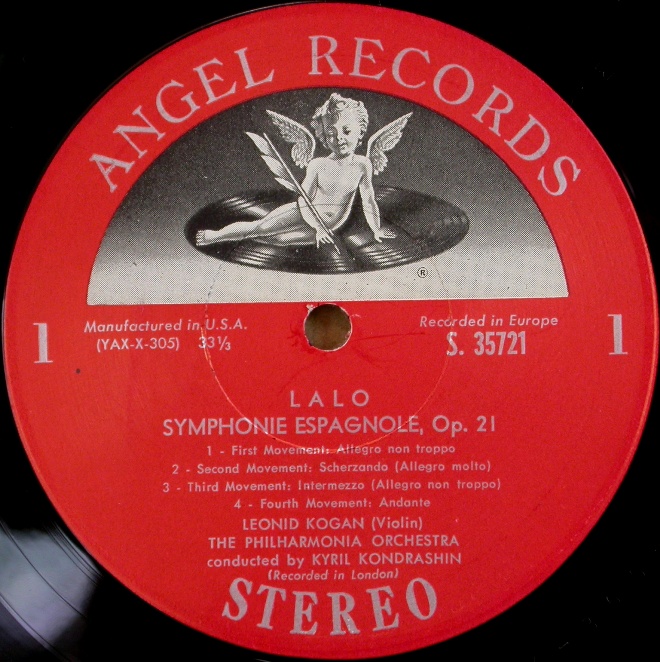 ANGEL RECORDS
®
Manufactured in U.S.A.
(YAX-X-305) 33⅓
Recorded in Europe
S. 35721
1
1
LALO
SYMPHONIE ESPAGNOLE, Op. 21
1 - First Movement: Allegro non troppo
2 - Second Movement: Scherzando (Allegro molto)
3 - Third Movement: Intermezzo (Allegro non troppo)
4 - Fourth Movement: Andante
LEONID KOGAN (Violin)
THE PHILHARMONIA ORCHESTRA
conducted by KYRIL KONDRASHIN
(Recorded in London)
STEREO